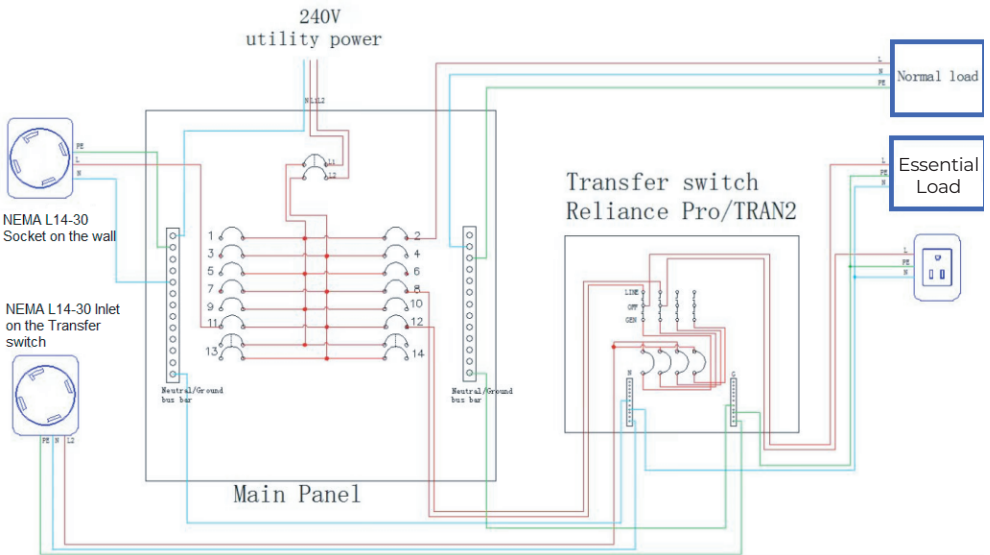 240V
utility power
N L1L2
L
N
PE
Normal load
PE
L
N
L1
L2
NEMA L14-30
Socket on the wall
L
PE
N
Essential
Load
Transfer switch
Reliance Pro/TRAN2
1
2
3
4
5
6
7
8
9
10
11
12
13
14
L
PE
N
NEMA L14-30 Inlet
on the Transfer
switch
LINE
OFF
GEN
Neutral/Ground
bus bar
Neutral/Ground
bus bar
N
G
PE N L2
Main Panel